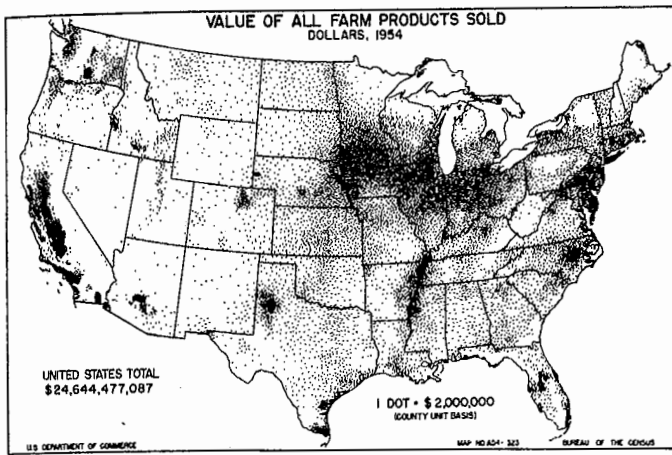 VALUE OF ALL FARM PRODUCTS SOLD
DOLLARS, 1954
UNITED STATES TOTAL
$24,644,477,087
1 DOT = $2,000,000
(COUNTY UNIT BASIS)
U.S. DEPARTMENT OF COMMERCE
MAP NO. A54-323
BUREAU OF THE CENSUS